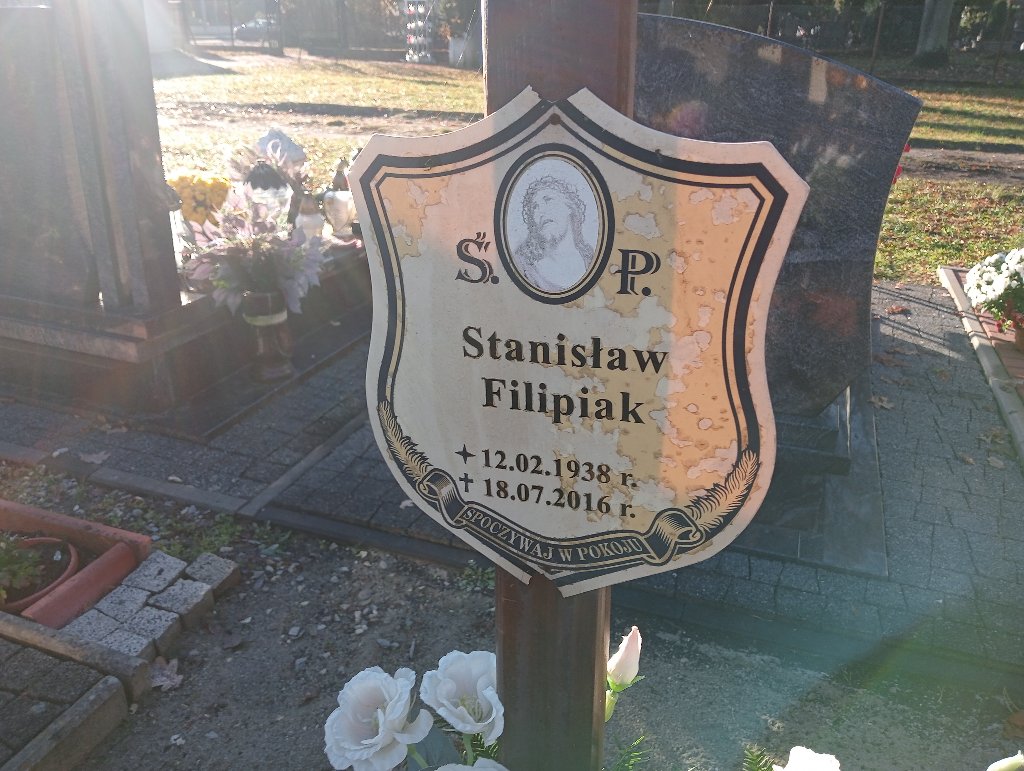 Ś. P.
Stanisław
Filipiak
✦ 12.02.1938 r.
✝ 18.07.2016 r.
SPOCZYWAJ W POKOJU